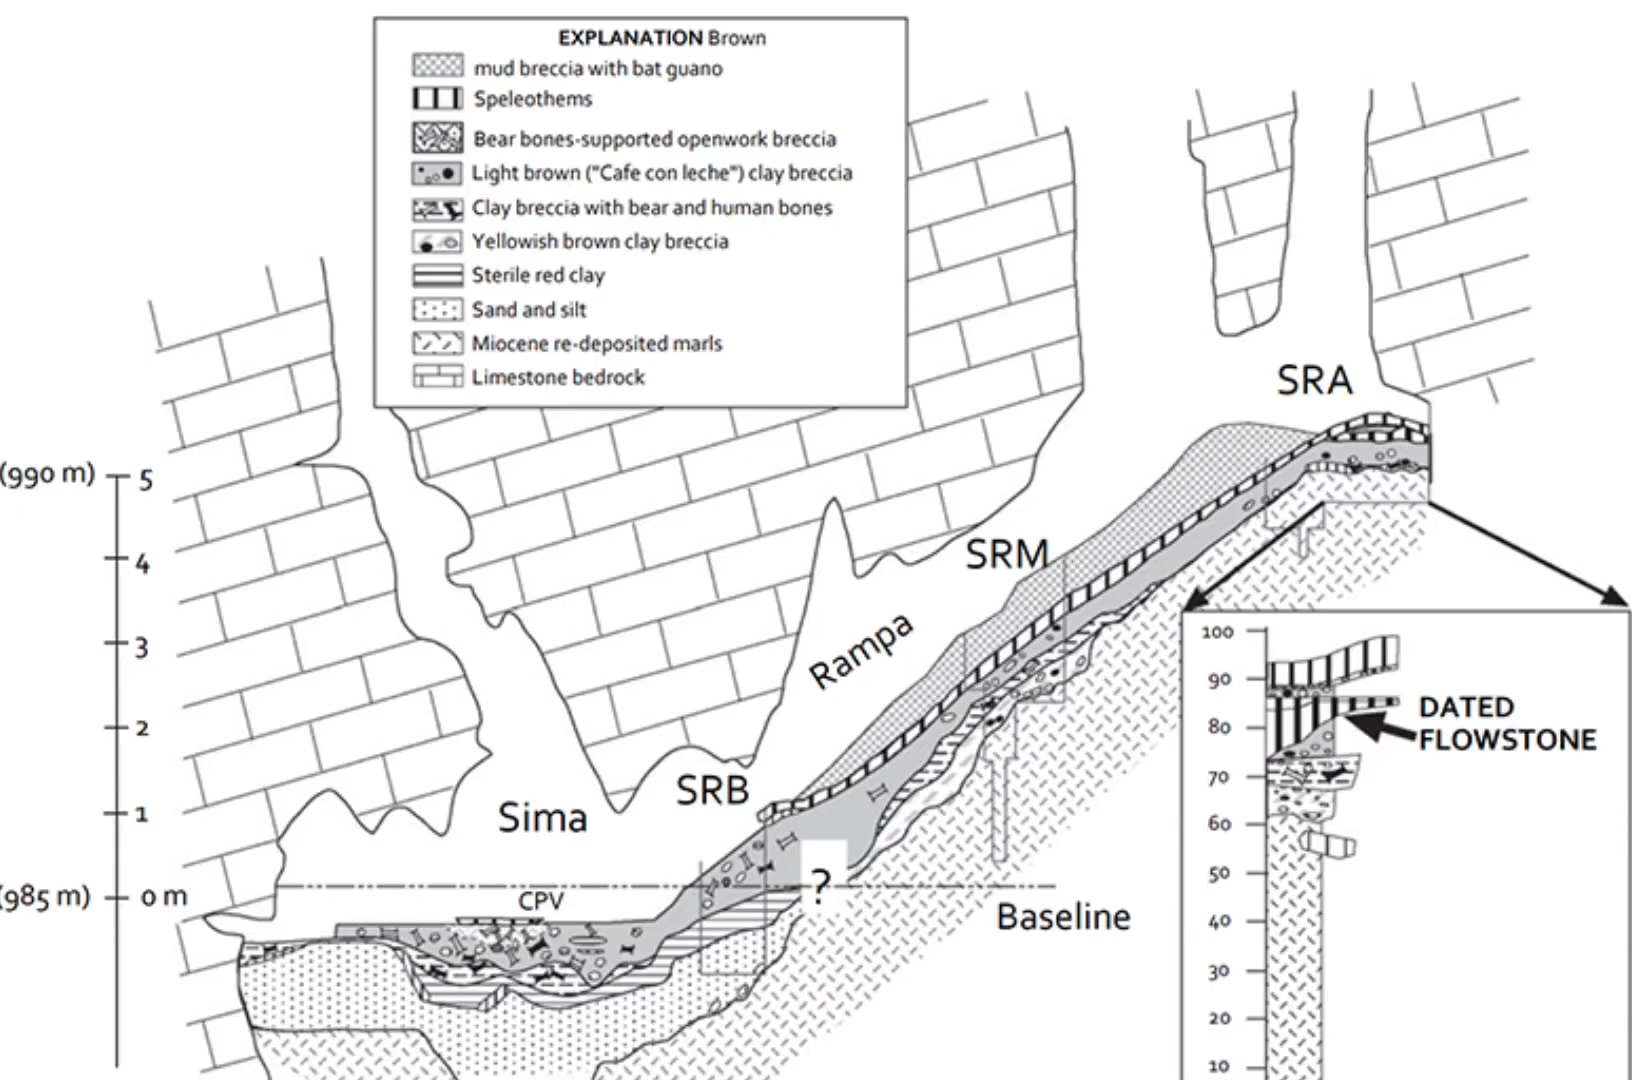 EXPLANATION Brown
mud breccia with bat guano
Speleothems
Bear bones-supported openwork breccia
Light brown ("Cafe con leche") clay breccia
Clay breccia with bear and human bones
Yellowish brown clay breccia
Sterile red clay
Sand and silt
Miocene re-deposited marls
Limestone bedrock
SRA
(990 m) 5
4
3
2
1
(985 m) 0 m
SRM
Rampa
SRB
Sima
CPV
?
Baseline
100
90
80
70
60
50
40
30
20
10
DATED
FLOWSTONE